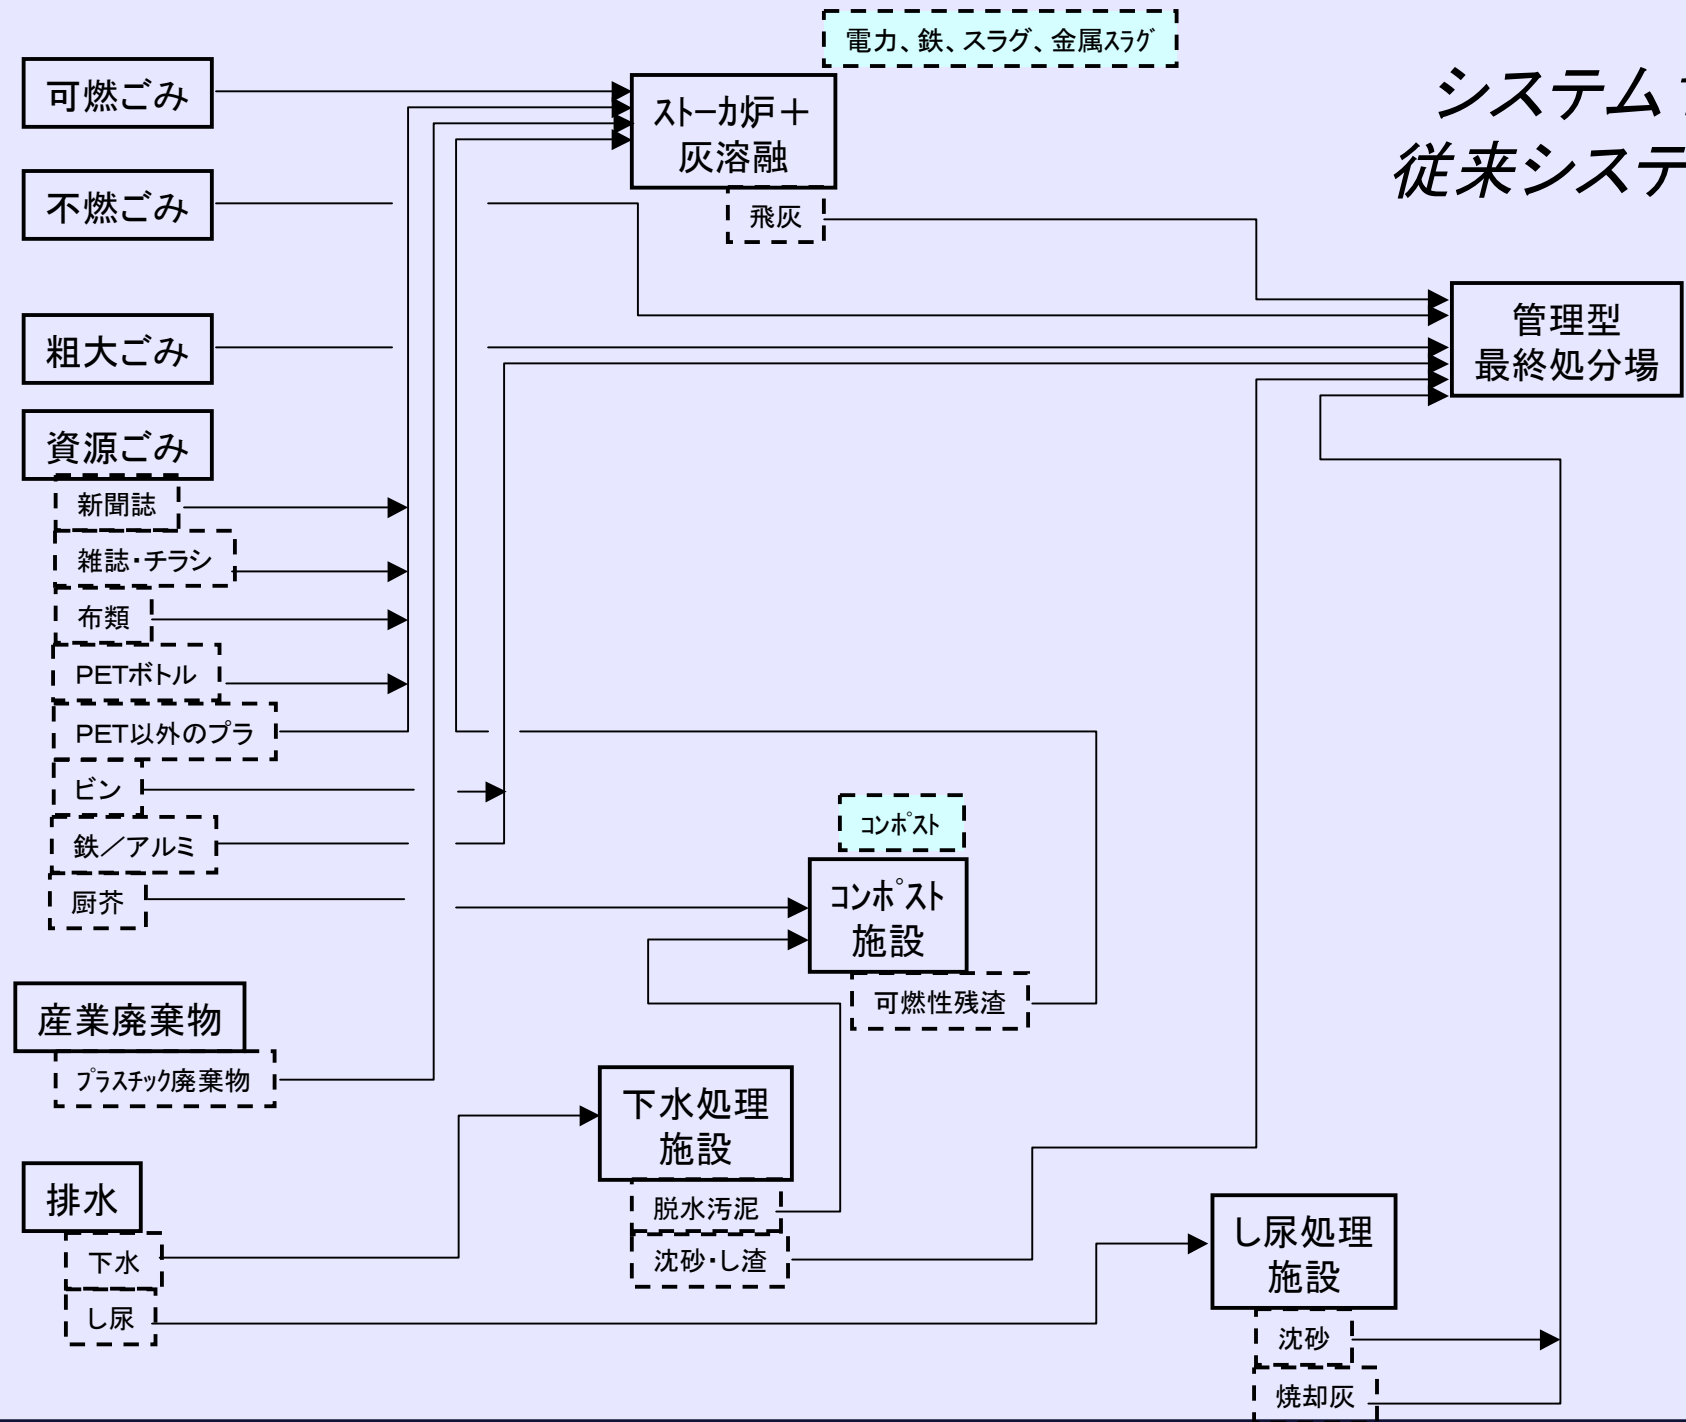 電力、鉄、スラグ、金属ｽﾗｸﾞ
システム
従来システ
可燃ごみ
ｽﾄｰｶ炉＋
灰溶融
飛灰
不燃ごみ
管理型
最終処分場
粗大ごみ
資源ごみ
新聞誌
雑誌・チラシ
布類
PETボトル
PET以外のプラ
ビン
鉄／アルミ
厨芥
ｺﾝﾎﾟｽﾄ
ｺﾝﾎﾟｽﾄ
施設
可燃性残渣
産業廃棄物
ﾌﾟﾗｽﾁｯｸ廃棄物
下水処理
施設
脱水汚泥
沈砂・し渣
排水
下水
し尿
し尿処理
施設
沈砂
焼却灰